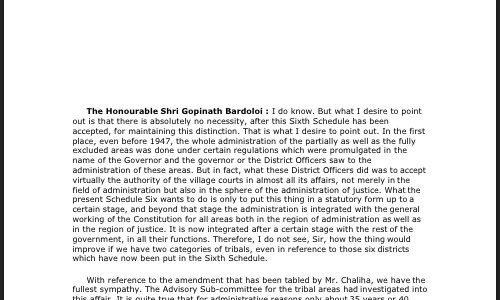 The Honourable Shri Gopinath Bardoloi : I do know. But what I desire to point
out is that there is absolutely no necessity, after this Sixth Schedule has been
accepted, for maintaining this distinction. That is what I desire to point out. In the first
place, even before 1947, the whole administration of the partially as well as the fully
excluded areas was done under certain regulations which were promulgated in the
name of the Governor and the governor or the District Officers saw to the
administration of these areas. But in fact, what these District Officers did was to accept
virtually the authority of the village courts in almost all its affairs, not merely in the
field of administration but also in the sphere of the administration of justice. What the
present Schedule Six wants to do is only to put this thing in a statutory form up to a
certain stage, and beyond that stage the administration is integrated with the general
working of the Constitution for all areas both in the region of administration as well as
in the region of justice. It is now integrated after a certain stage with the rest of the
government, in all their functions. Therefore, I do not see, Sir, how the thing would
improve if we have two categories of tribals, even in reference to those six districts
which have now been put in the Sixth Schedule.
With reference to the amendment that has been tabled by Mr. Chaliha, we have the
fullest sympathy. The Advisory Sub-committee for the tribal areas had investigated into
this affair. It is quite true that for administrative reasons only about 35 years or 40